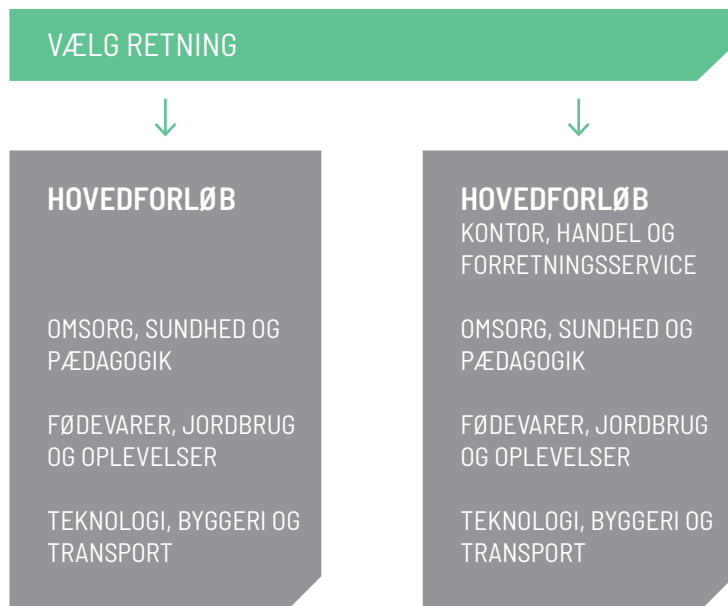 VÆLG RETNING
HOVEDFORLØB
OMSORG, SUNDHED OG
PÆDAGOGIK
FØDEVARER, JORDBRUG
OG OPLEVELSER
TEKNOLOGI, BYGGERI OG
TRANSPORT
HOVEDFORLØB
KONTOR, HANDEL OG
FORRETNINGSSERVICE
OMSORG, SUNDHED OG
PÆDAGOGIK
FØDEVARER, JORDBRUG
OG OPLEVELSER
TEKNOLOGI, BYGGERI OG
TRANSPORT